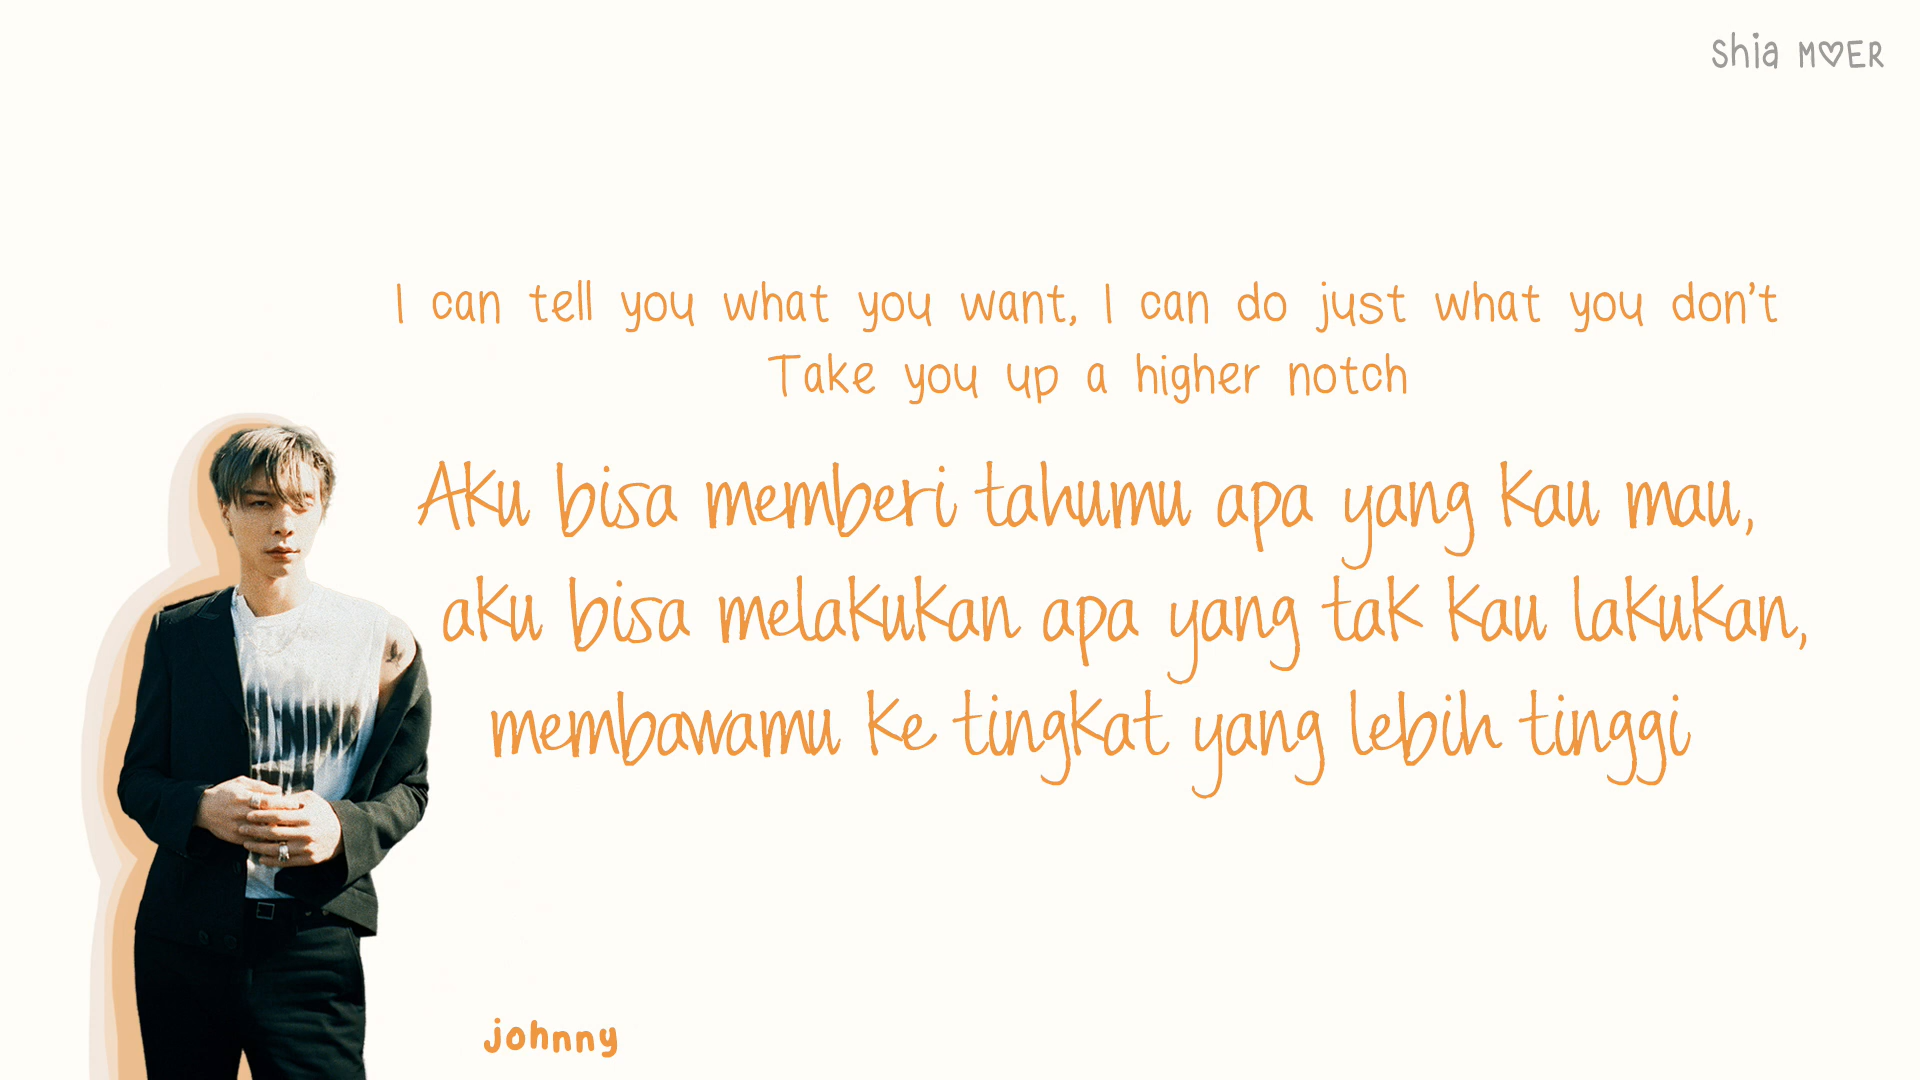 Shia M♡ER
I can tell you what you want, I can do just what you don't
Take you up a higher notch
Aku bisa memberi tahumu apa yang kau mau,
aku bisa melakukan apa yang tak kau lakukan,
membawamu ke tingkat yang lebih tinggi
johnny